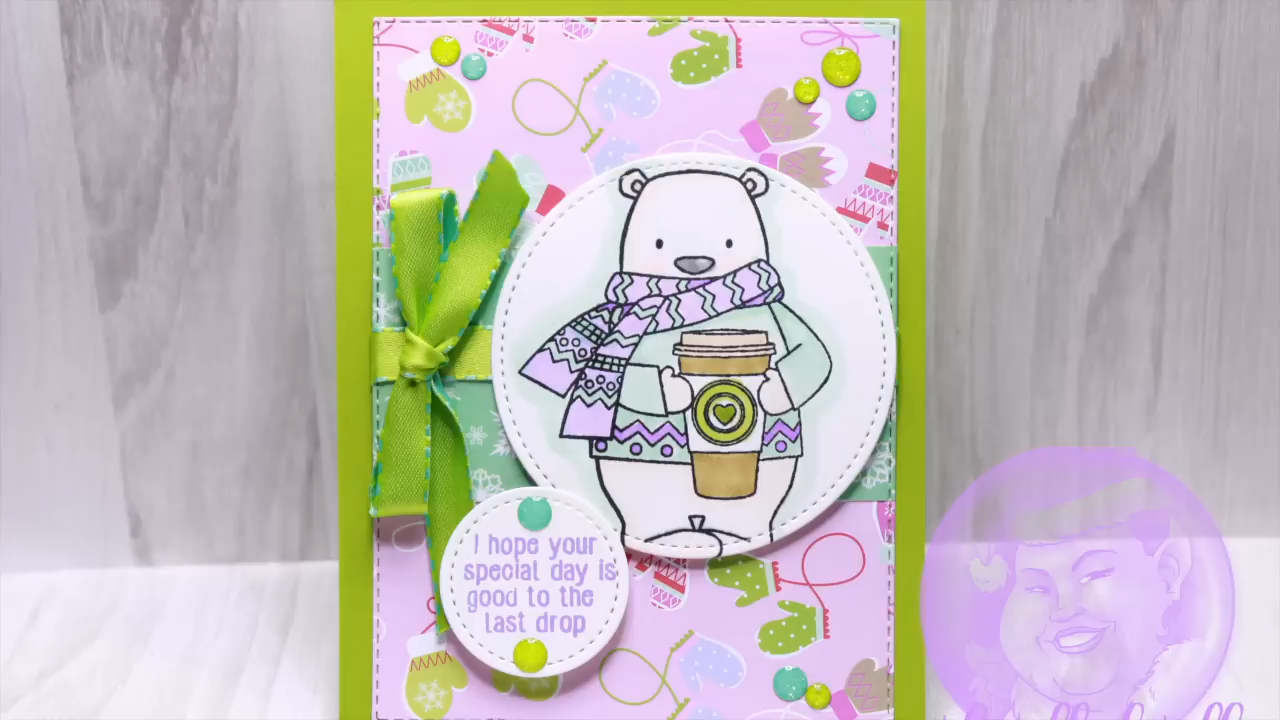 I hope your
special day is
good to the
last drop